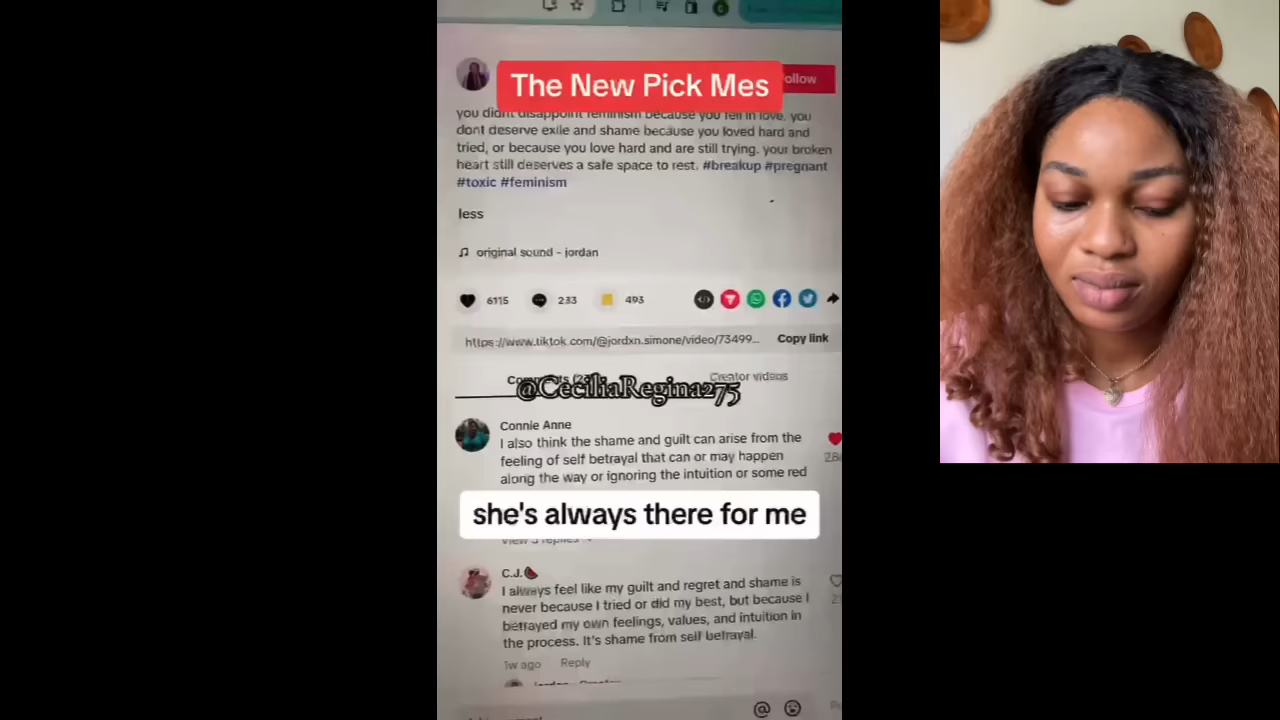 The New Pick Mes
ollow
you didnt disappoint feminism because you fell in love. you
dont deserve exile and shame because you loved hard and
tried, or because you love hard and are still trying. your broken
heart still deserves a safe space to rest. #breakup #pregnant
#toxic #feminism
less
original sound - jordan
6115
233
493
https://www.tiktok.com/@jordxn.simone/video/73499...
Copy link
Creator videos
@CeciliaRegina275
Connie Anne
I also think the shame and guilt can arise from the
feeling of self betrayal that can or may happen
along the way or ignoring the intuition or some red
she's always there for me
View 3 replies
C.J.🍉
I always feel like my guilt and regret and shame is
never because I tried or did my best, but because I
betrayed my own feelings, values, and intuition in
the process. It's shame from self betrayal.
1w ago
Reply